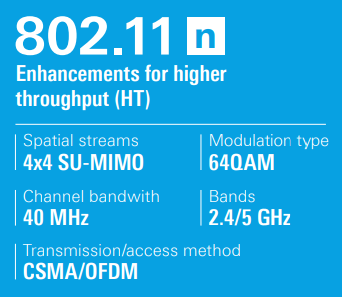 802.11 n
Enhancements for higher
throughput (HT)
Spatial streams
4x4 SU-MIMO
Modulation type
64QAM
Channel bandwith
40 MHz
Bands
2.4/5 GHz
Transmission/access method
CSMA/OFDM